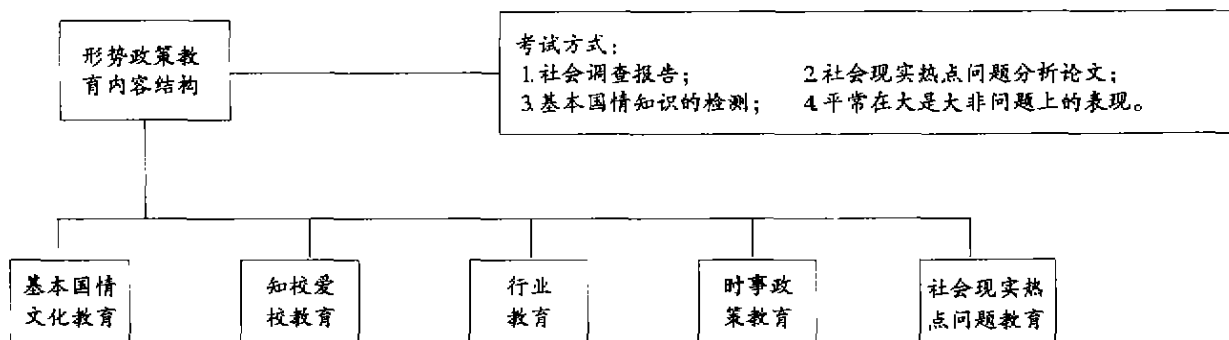 形势政策教
育内容结构
考试方式：
1.社会调查报告； 2.社会现实热点问题分析论文；
3.基本国情知识的检测； 4.平常在大是大非问题上的表现。
基本国情
文化教育
知校爱
校教育
行业
教育
时事政
策教育
社会现实热
点问题教育